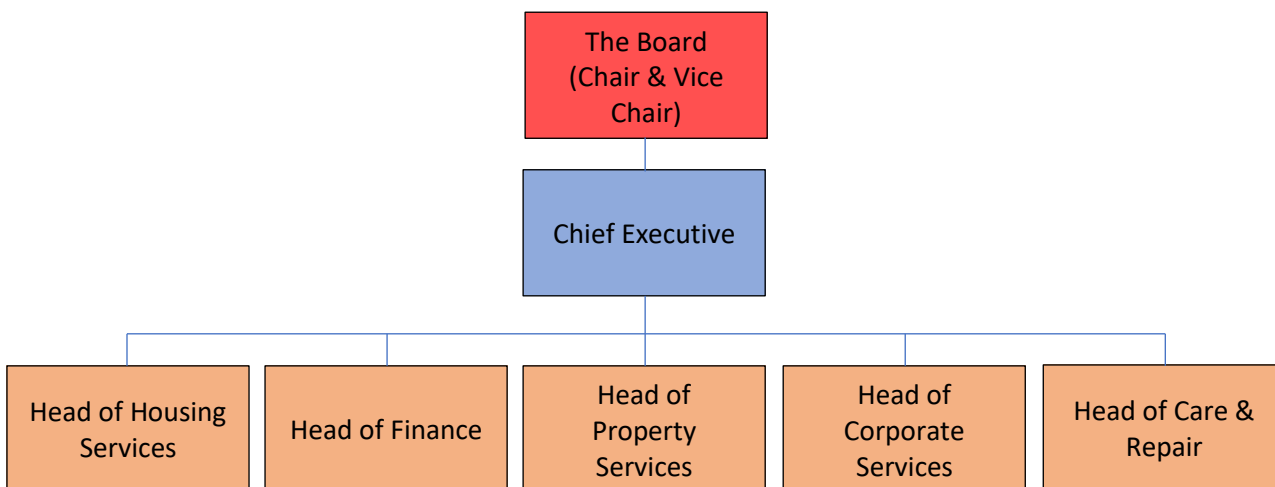 The Board
(Chair & Vice
Chair)
Chief Executive
Head of Housing
Services
Head of Finance
Head of
Property
Services
Head of
Corporate
Services
Head of Care &
Repair